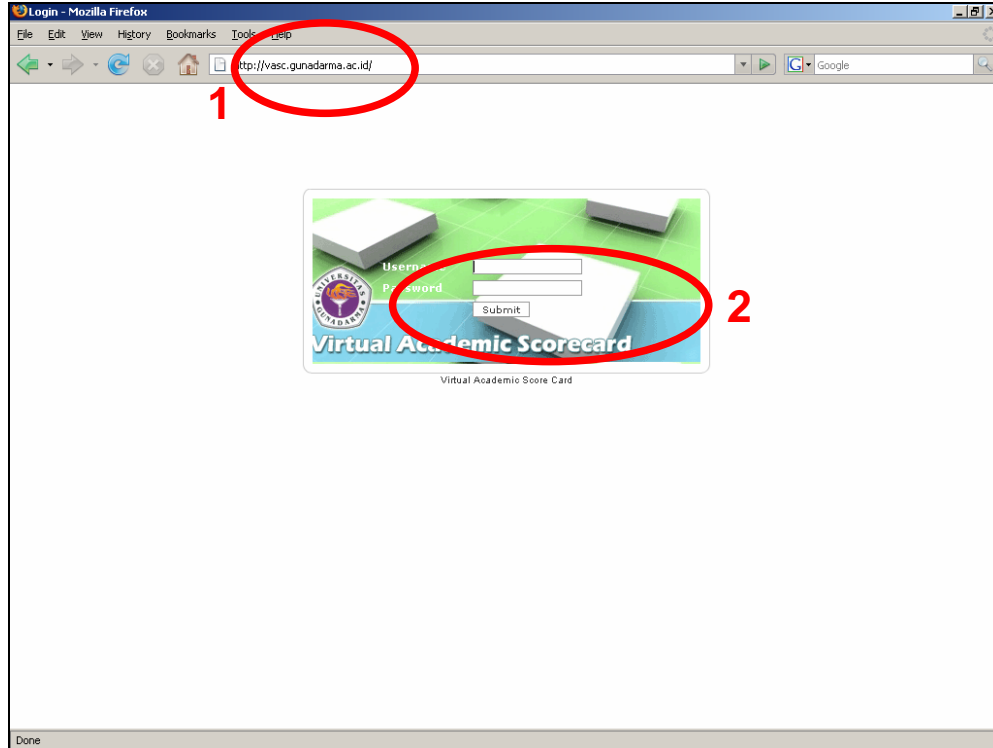 Login - Mozilla Firefox
File Edit View History Bookmarks Tools Help
http://vasc.gunadarma.ac.id/
Google
1
Username
Password
Submit
2
UNIVERSITAS GUNADARMA
Virtual Academic Scorecard
Virtual Academic Score Card
Done